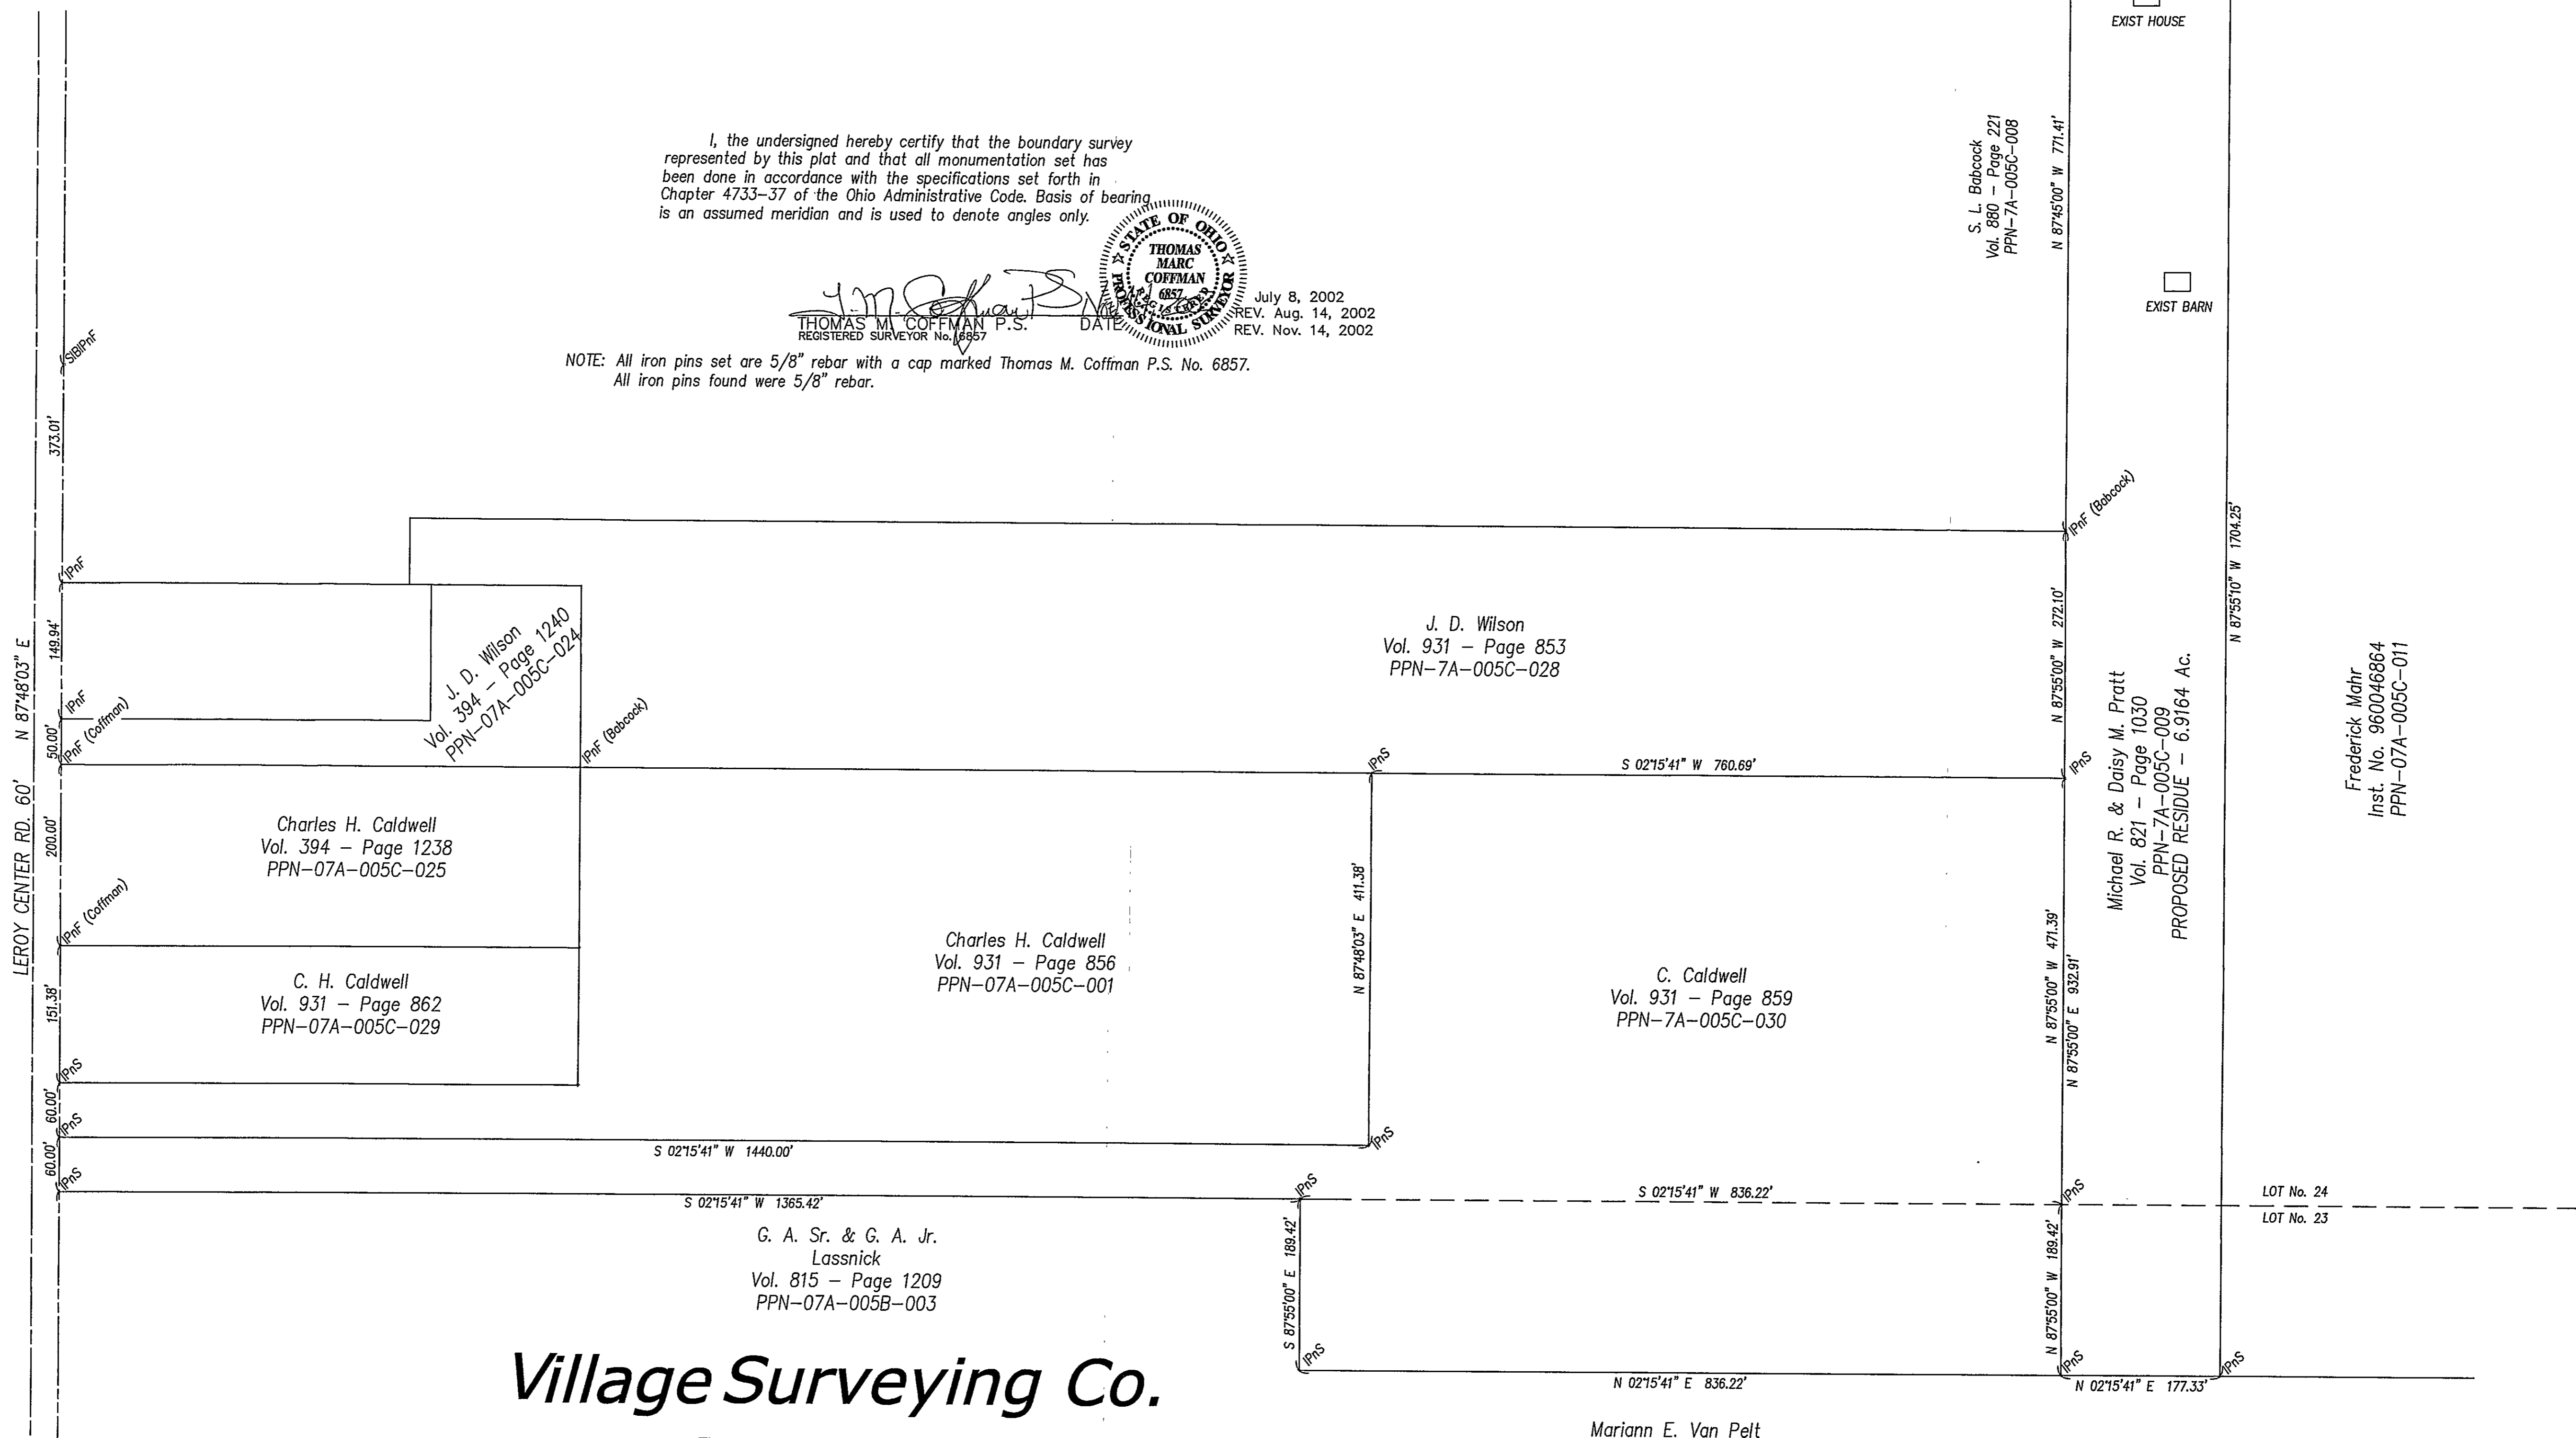 EXIST HOUSE
I, the undersigned hereby certify that the boundary survey
represented by this plat and that all monumentation set has
been done in accordance with the specifications set forth in
Chapter 4733-37 of the Ohio Administrative Code. Basis of bearing
is an assumed meridian and is used to denote angles only.
STATE OF OHIO
THOMAS
MARC
COFFMAN
6857
REGISTERED
PROFESSIONAL SURVEYOR
THOMAS M. COFFMAN P.S. DATE
REGISTERED SURVEYOR No. 6857
July 8, 2002
REV. Aug. 14, 2002
REV. Nov. 14, 2002
NOTE: All iron pins set are 5/8" rebar with a cap marked Thomas M. Coffman P.S. No. 6857.
All iron pins found were 5/8" rebar.
S. L. Babcock
Vol. 880 – Page 221
PPN-7A-005C-008
N 87°45'00" W 771.41'
EXIST BARN
SIBIPnF
373.01'
IPnF
149.94'
IPnF
50.00'
IPnF (Coffman)
200.00'
IPnF (Coffman)
151.38'
IPnS
60.00'
IPnS
60.00'
IPnS
LEROY CENTER RD. 60' N 87°48'03" E
J. D. Wilson
Vol. 394 – Page 1240
PPN-07A-005C-024
IPnF (Babcock)
J. D. Wilson
Vol. 931 – Page 853
PPN-7A-005C-028
IPnF (Babcock)
N 87°55'00" W 272.10'
N 87°55'10" W 1704.25'
IPnS
S 02°15'41" W 760.69'
IPnS
Charles H. Caldwell
Vol. 394 – Page 1238
PPN-07A-005C-025
C. H. Caldwell
Vol. 931 – Page 862
PPN-07A-005C-029
Charles H. Caldwell
Vol. 931 – Page 856
PPN-07A-005C-001
N 87°48'03" E 411.38'
C. Caldwell
Vol. 931 – Page 859
PPN-7A-005C-030
N 87°55'00" W 471.39'
N 87°55'00" E 932.91'
Michael R. & Daisy M. Pratt
Vol. 821 – Page 1030
PPN-7A-005C-009
PROPOSED RESIDUE – 6.9164 Ac.
Frederick Mahr
Inst. No. 960046864
PPN-07A-005C-011
S 02°15'41" W 1440.00'
IPnS
S 02°15'41" W 1365.42'
IPnS
S 02°15'41" W 836.22'
IPnS
LOT No. 24
LOT No. 23
G. A. Sr. & G. A. Jr.
Lassnick
Vol. 815 – Page 1209
PPN-07A-005B-003
S 87°55'00" E 189.42'
IPnS
N 87°55'00" W 189.42'
IPnS
IPnS
N 02°15'41" E 836.22'
N 02°15'41" E 177.33'
Village Surveying Co.
Mariann E. Van Pelt